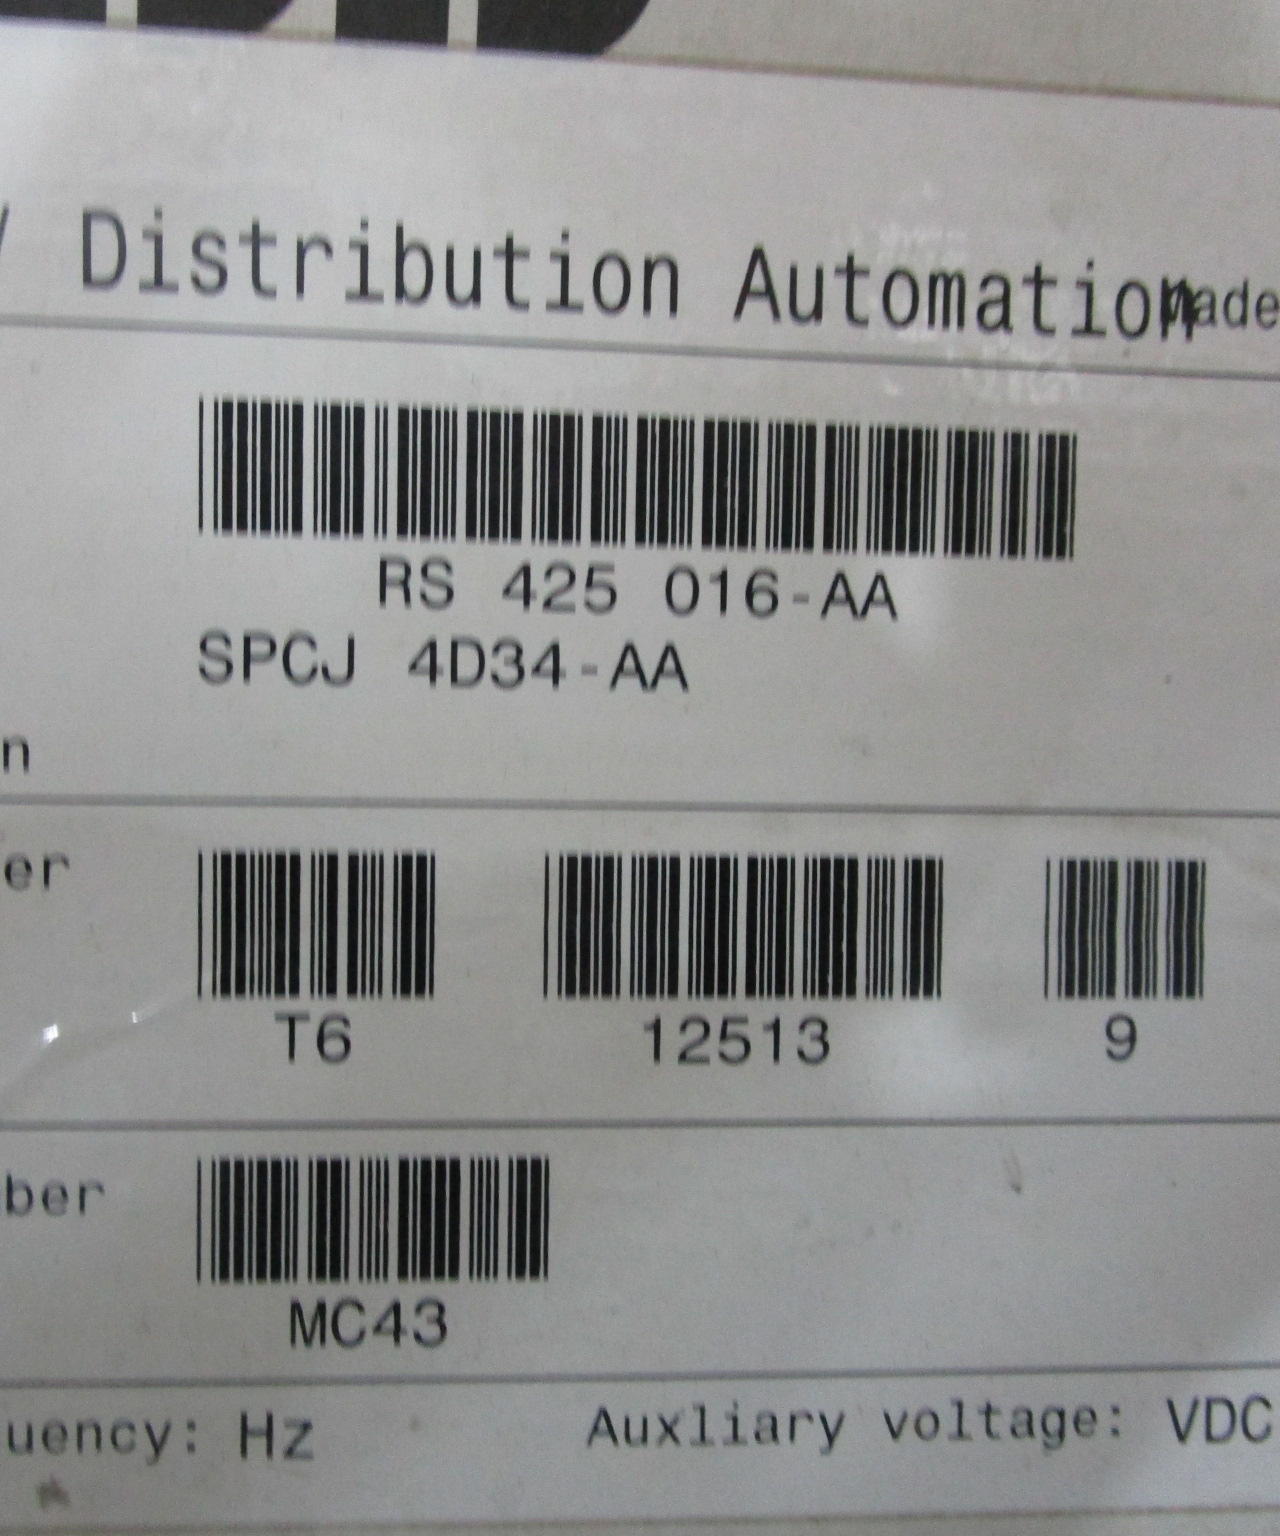 / Distribution Automation Made
RS 425 016-AA
SPCJ 4D34-AA
n
er
T6 12513 9
ber
MC43
uency: Hz Auxliary voltage: VDC